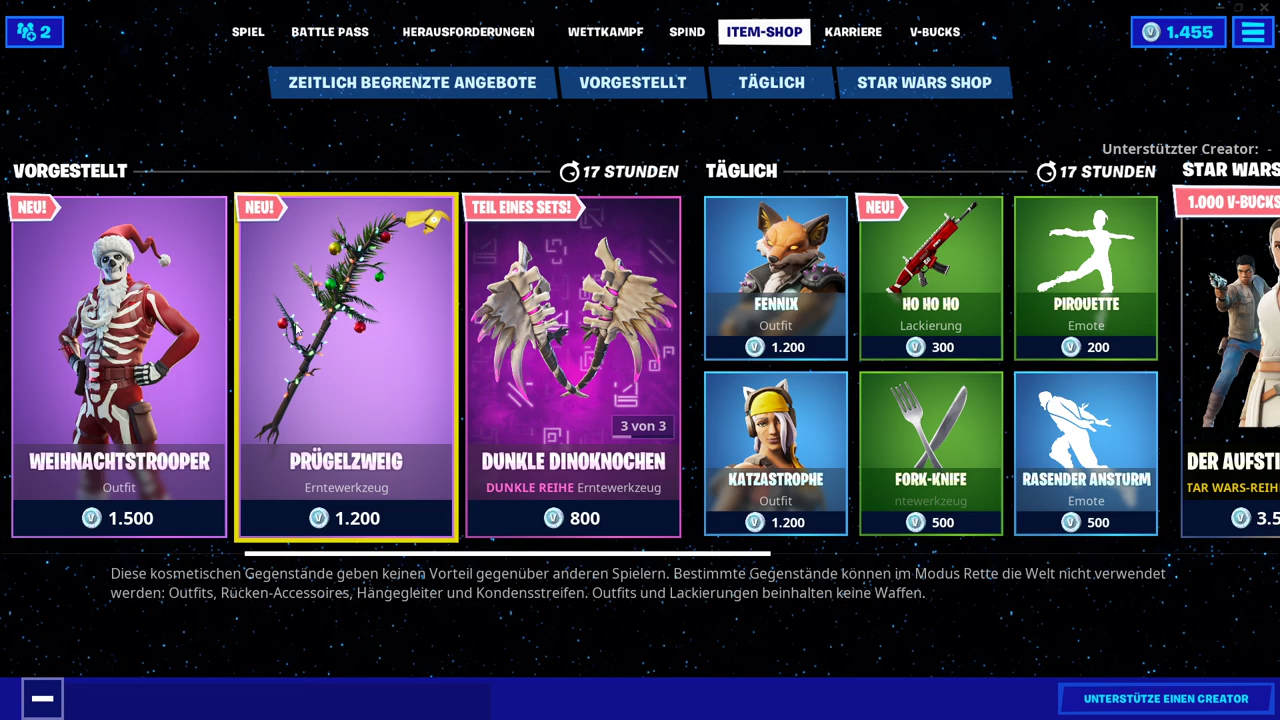 2
SPIEL
BATTLE PASS
HERAUSFORDERUNGEN
WETTKAMPF
SPIND
ITEM-SHOP
KARRIERE
V-BUCKS
1.455
ZEITLICH BEGRENZTE ANGEBOTE
VORGESTELLT
TÄGLICH
STAR WARS SHOP
Unterstützter Creator: -
VORGESTELLT
17 STUNDEN
TÄGLICH
17 STUNDEN
STAR WARS
NEU!
WEIHNACHTSTROOPER
Outfit
1.500
NEU!
PRÜGELZWEIG
Erntewerkzeug
1.200
TEIL EINES SETS!
3 von 3
DUNKLE DINOKNOCHEN
DUNKLE REIHE Erntewerkzeug
800
FENNIX
Outfit
1.200
NEU!
HO HO HO
Lackierung
300
PIROUETTE
Emote
200
KATZASTROPHE
Outfit
1.200
FORK-KNIFE
ntewerkzeug
500
RASENDER ANSTURM
Emote
500
1.000 V-BUCKS
DER AUFSTI
TAR WARS-REIH
3.5
Diese kosmetischen Gegenstände geben keinen Vorteil gegenüber anderen Spielern. Bestimmte Gegenstände können im Modus Rette die Welt nicht verwendet
werden: Outfits, Rücken-Accessoires, Hängegleiter und Kondensstreifen. Outfits und Lackierungen beinhalten keine Waffen.
UNTERSTÜTZE EINEN CREATOR